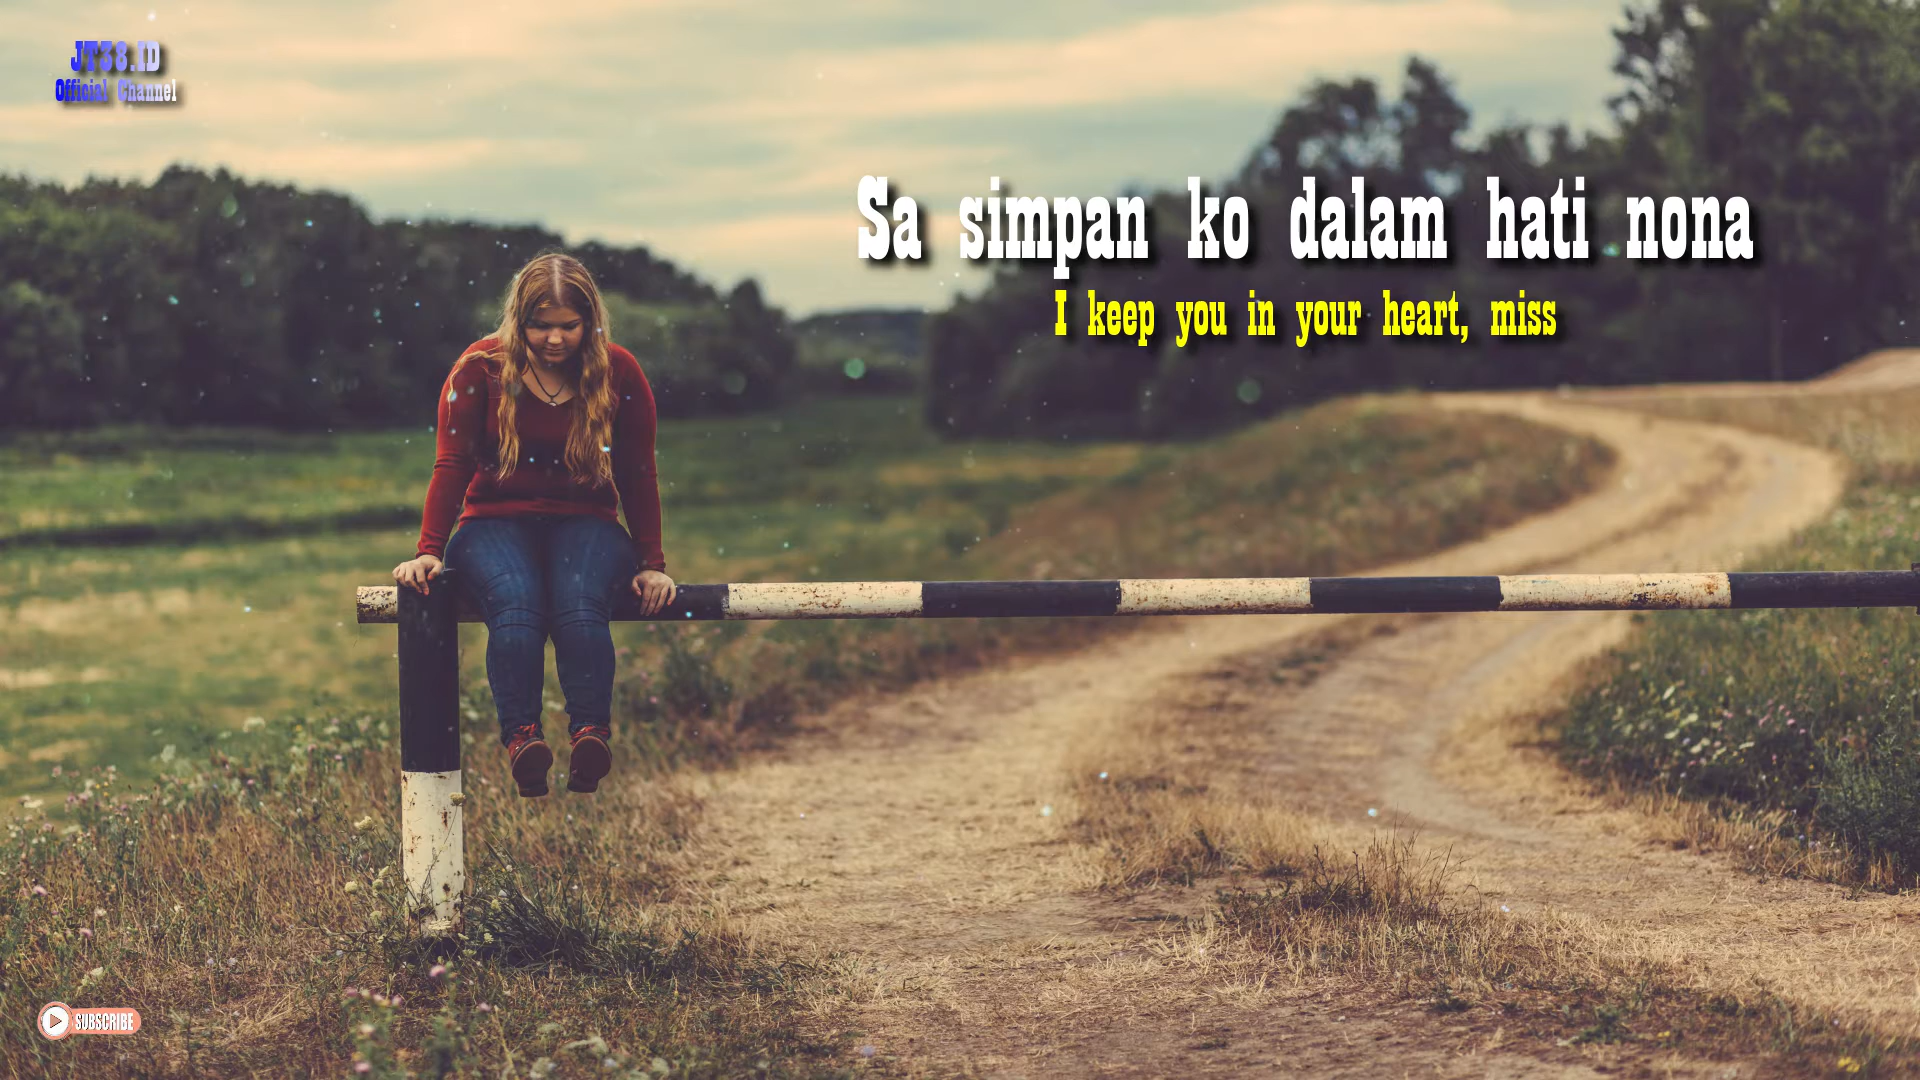 JT38.ID
Official Channel
Sa simpan ko dalam hati nona
I keep you in your heart, miss
SUBSCRIBE